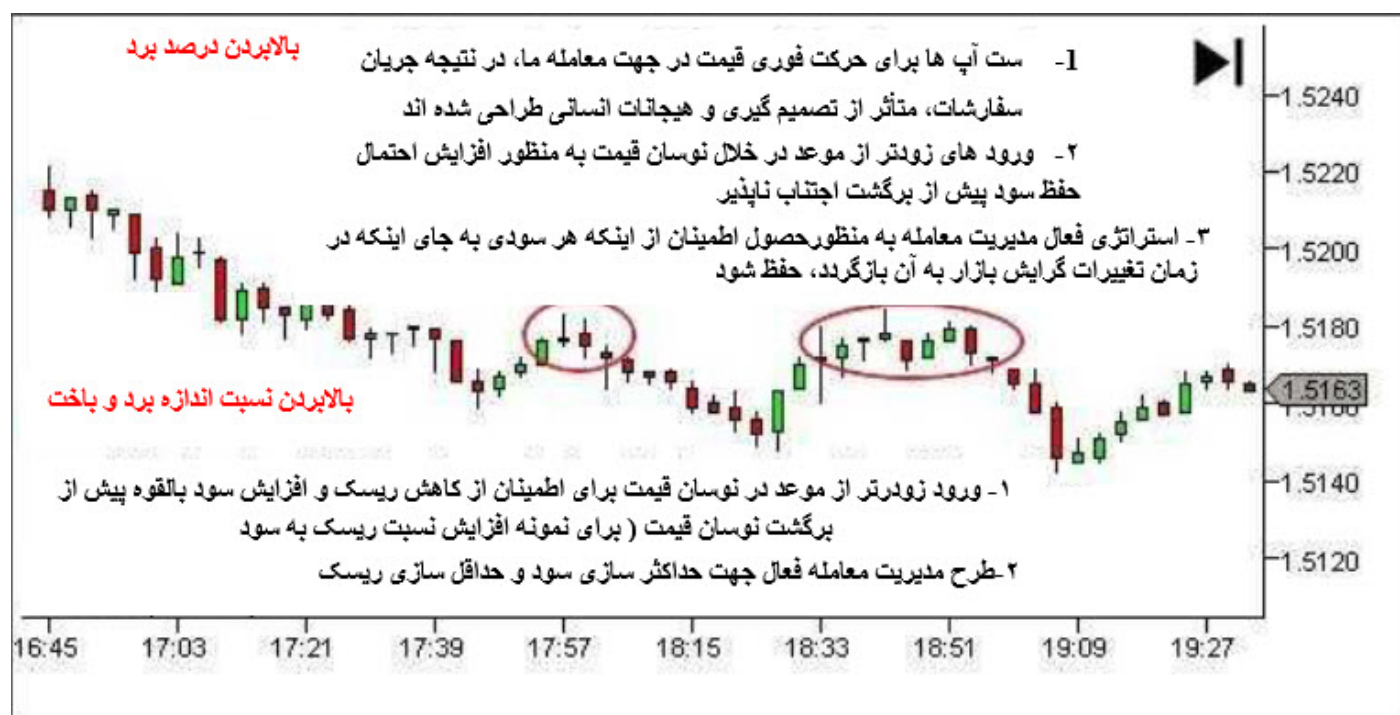 بالابردن درصد برد
1- ست آپ ها برای حرکت فوری قیمت در جهت معامله ما، در نتیجه جریان
سفارشات، متأثر از تصمیم گیری و هیجانات انسانی طراحی شده اند
۲- ورود های زودتر از موعد در خلال نوسان قیمت به منظور افزایش احتمال
حفظ سود پیش از برگشت اجتناب ناپذیر
۳- استراتژی فعال مدیریت معامله به منظورحصول اطمینان از اینکه هر سودی به جای اینکه در
زمان تغییرات گرایش بازار به آن بازگردد، حفظ شود
بالابردن نسبت اندازه برد و باخت
۱- ورود زودرتر از موعد در نوسان قیمت برای اطمینان از کاهش ریسک و افزایش سود بالقوه پیش از
برگشت نوسان قیمت ( برای نمونه افزایش نسبت ریسک به سود
۲-طرح مدیریت معامله فعال جهت حداکثر سازی سود و حداقل سازی ریسک
1.5240
1.5220
1.5200
1.5180
1.5163
1.5160
1.5140
1.5120
16:45 17:03 17:21 17:39 17:57 18:15 18:33 18:51 19:09 19:27